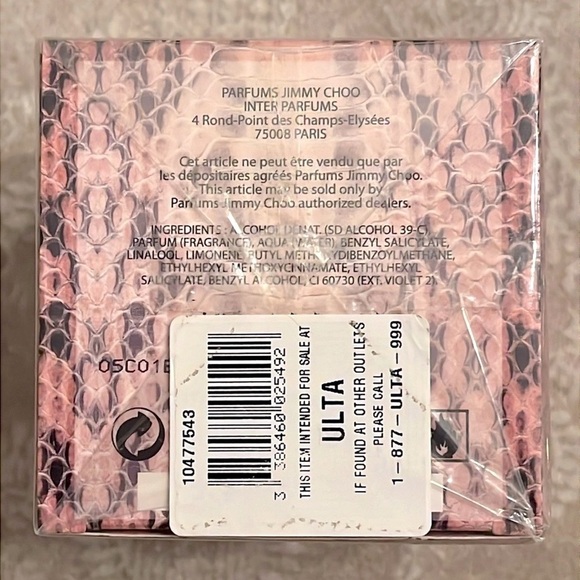 PARFUMS JIMMY CHOO
INTER PARFUMS
4 Rond-Point des Champs-Elysées
75008 PARIS
Cet article ne peut être vendu que par
les dépositaires agréés Parfums Jimmy Choo.
This article may be sold only by
Parfums Jimmy Choo authorized dealers.
INGREDIENTS : ALCOHOL DENAT. (SD ALCOHOL 39-C),
PARFUM (FRAGRANCE), AQUA (WATER), BENZYL SALICYLATE,
LINALOOL, LIMONENE, BUTYL METHOXYDIBENZOYLMETHANE,
ETHYLHEXYL METHOXYCINNAMATE, ETHYLHEXYL
SALICYLATE, BENZYL ALCOHOL, CI 60730 (EXT. VIOLET 2).
05C01
10477543
3 386460 025492
THIS ITEM INTENDED FOR SALE AT
ULTA
IF FOUND AT OTHER OUTLETS
PLEASE CALL
1-877-ULTA-999